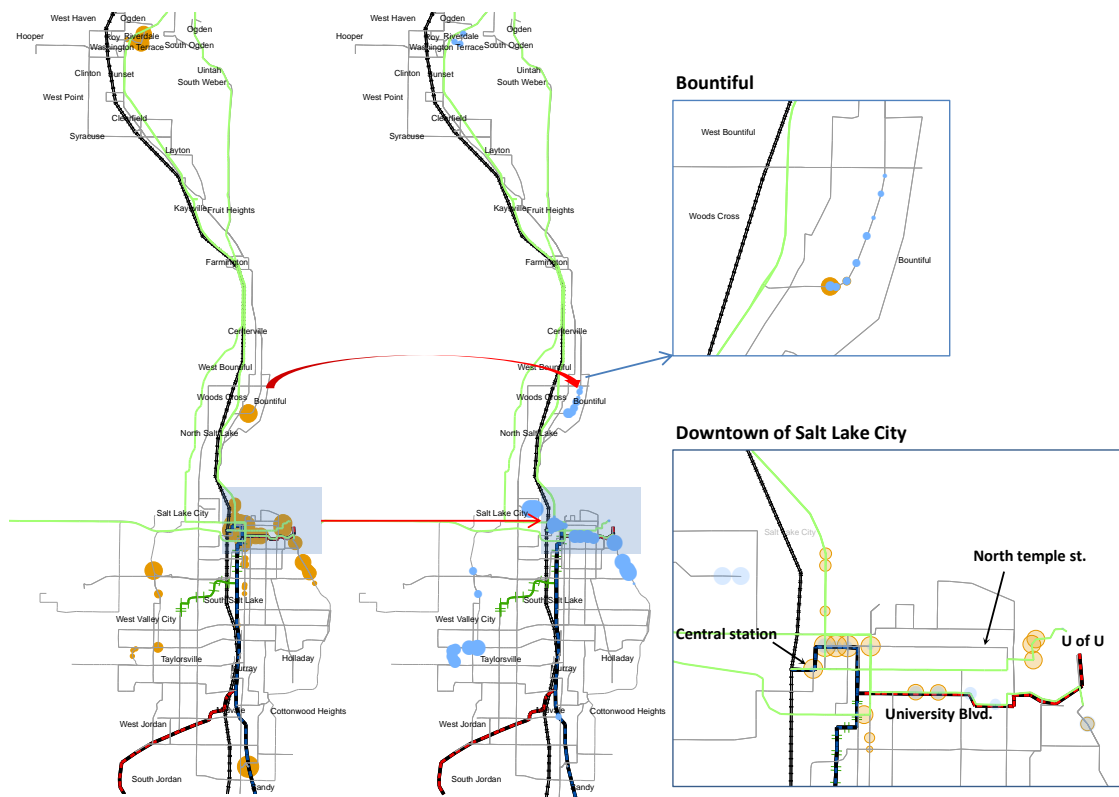 West Haven
Ogden
Ogden
Hooper
Roy
Riverdale
Washington Terrace
South Ogden
Clinton
Sunset
Uintah
South Weber
West Point
Clearfield
Syracuse
Layton
Kaysville
Fruit Heights
Farmington
Centerville
West Bountiful
Woods Cross
Bountiful
North Salt Lake
Salt Lake City
South Salt Lake
West Valley City
Taylorsville
Holladay
Murray
Midvale
Cottonwood Heights
West Jordan
South Jordan
Sandy
West Haven
Ogden
Ogden
Hooper
Roy
Riverdale
Washington Terrace
South Ogden
Clinton
Sunset
Uintah
South Weber
West Point
Clearfield
Syracuse
Layton
Kaysville
Fruit Heights
Farmington
Centerville
West Bountiful
Woods Cross
Bountiful
North Salt Lake
Salt Lake City
South Salt Lake
West Valley City
Taylorsville
Holladay
Murray
Midvale
Cottonwood Heights
West Jordan
South Jordan
Sandy
Bountiful
West Bountiful
Woods Cross
Bountiful
Downtown of Salt Lake City
Salt Lake City
North temple st.
Central station
U of U
University Blvd.